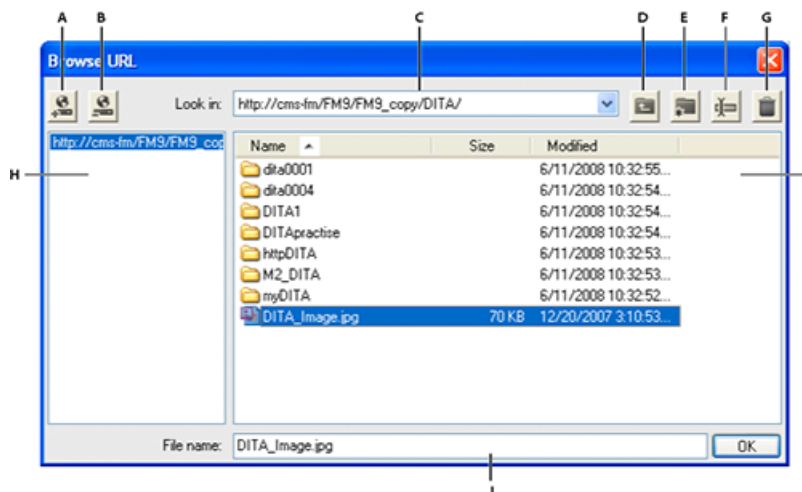 A B C D E F G
Browse URL
Look in: http://cms-fm/FM9/FM9_copy/DITA/
http://cms-fm/FM9/FM9_cop
Name Size Modified
H
dita0001 6/11/2008 10:32:55...
dita0004 6/11/2008 10:32:54...
DITA1 6/11/2008 10:32:54...
DITApractise 6/11/2008 10:32:54...
httpDITA 6/11/2008 10:32:53...
M2_DITA 6/11/2008 10:32:53...
myDITA 6/11/2008 10:32:52...
DITA_Image.jpg 70 KB 12/20/2007 3:10:53...
File name: DITA_Image.jpg OK